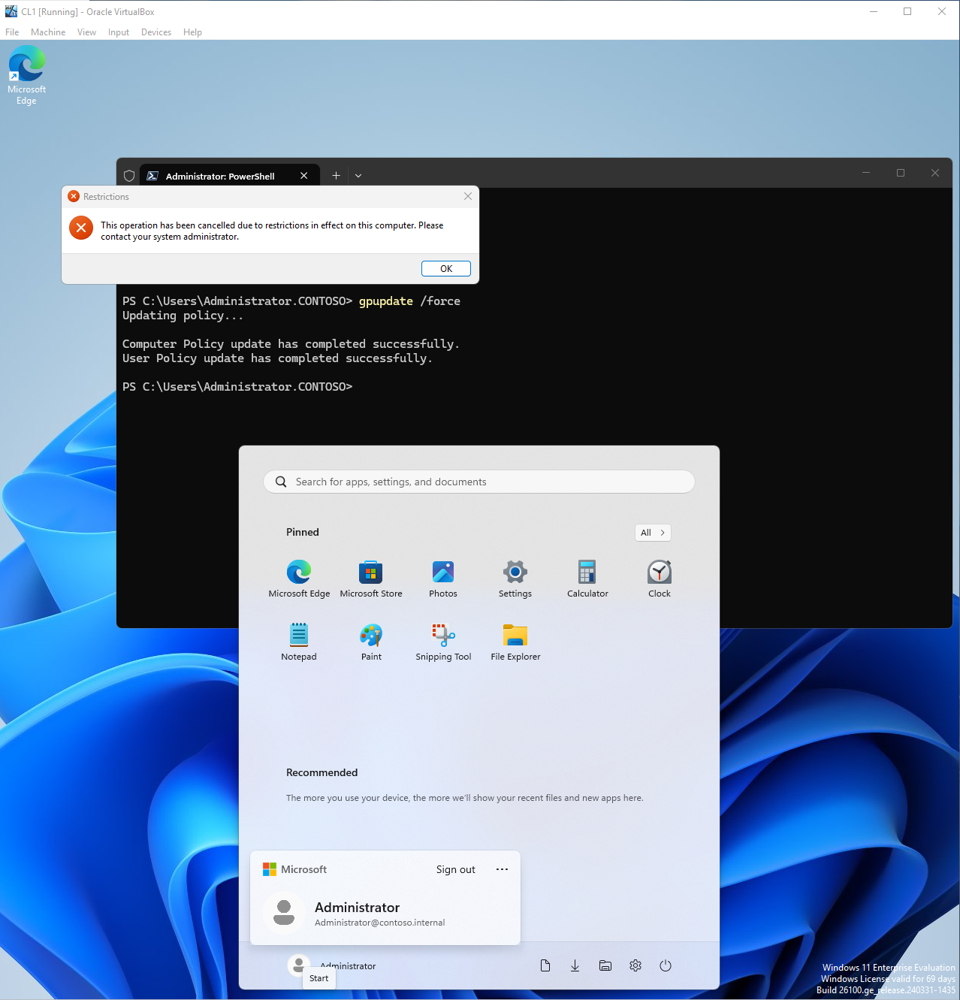 CL1 [Running] - Oracle VirtualBox
File Machine View Input Devices Help
Microsoft
Edge
Administrator: PowerShell
Restrictions
This operation has been cancelled due to restrictions in effect on this computer. Please
contact your system administrator.
OK
PS C:\Users\Administrator.CONTOSO> gpupdate /force
Updating policy...
Computer Policy update has completed successfully.
User Policy update has completed successfully.
PS C:\Users\Administrator.CONTOSO>
Search for apps, settings, and documents
Pinned
All
Microsoft Edge
Microsoft Store
Photos
Settings
Calculator
Clock
Notepad
Paint
Snipping Tool
File Explorer
Recommended
The more you use your device, the more we'll show your recent files and new apps here.
Microsoft
Sign out
Administrator
Administrator@contoso.internal
Administrator
Start
Windows 11 Enterprise Evaluation
Windows License valid for 69 days
Build 26100.ge_release.240331-1435